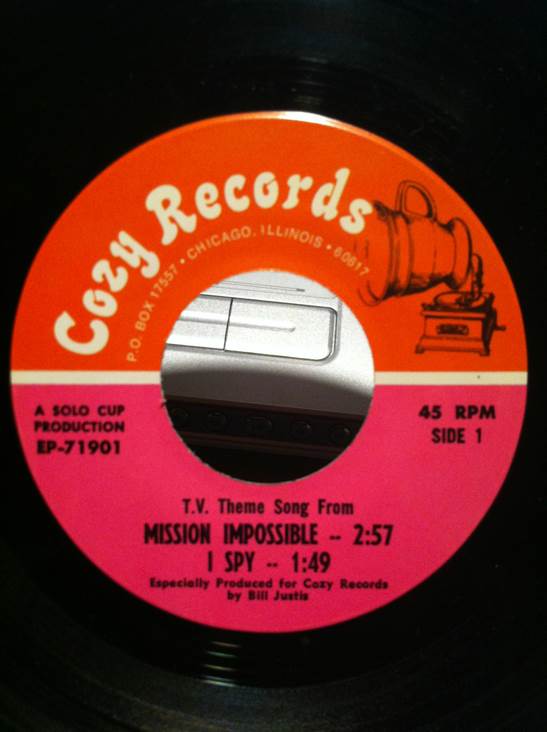 Cozy Records
P.O. BOX 17557 • CHICAGO, ILLINOIS • 60617
A SOLO CUP
PRODUCTION
EP-71901
45 RPM
SIDE 1
T.V. Theme Song From
MISSION IMPOSSIBLE -- 2:57
I SPY -- 1:49
Especially Produced for Cozy Records
by Bill Justis